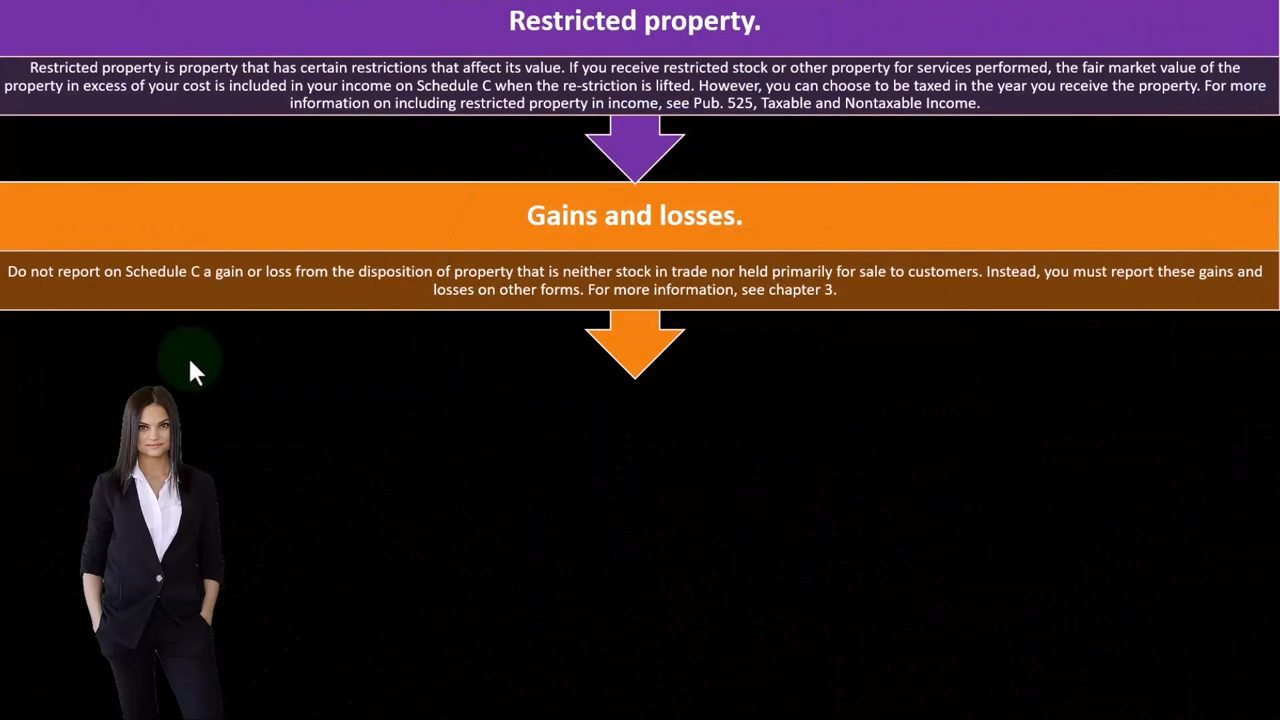 Restricted property.
Restricted property is property that has certain restrictions that affect its value. If you receive restricted stock or other property for services performed, the fair market value of the
property in excess of your cost is included in your income on Schedule C when the re-striction is lifted. However, you can choose to be taxed in the year you receive the property. For more
information on including restricted property in income, see Pub. 525, Taxable and Nontaxable Income.
Gains and losses.
Do not report on Schedule C a gain or loss from the disposition of property that is neither stock in trade nor held primarily for sale to customers. Instead, you must report these gains and
losses on other forms. For more information, see chapter 3.